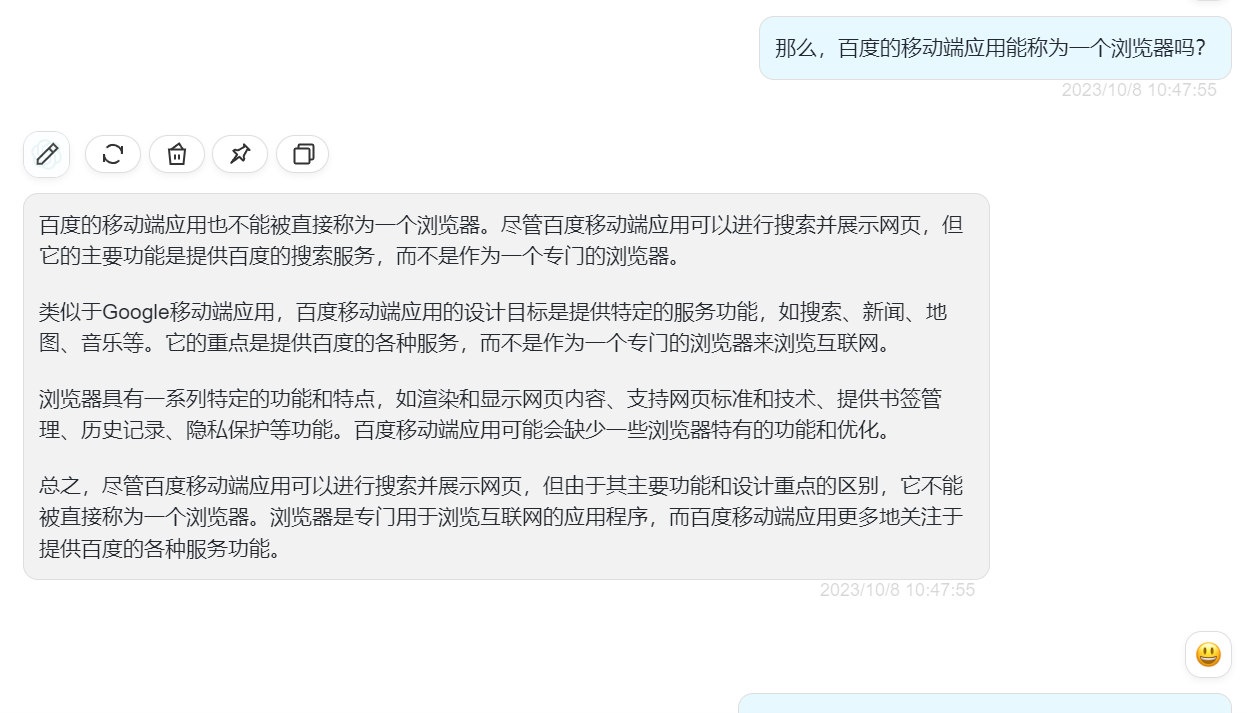 那么，百度的移动端应用能称为一个浏览器吗？
2023/10/8 10:47:55
百度的移动端应用也不能被直接称为一个浏览器。尽管百度移动端应用可以进行搜索并展示网页，但
它的主要功能是提供百度的搜索服务，而不是作为一个专门的浏览器。
类似于Google移动端应用，百度移动端应用的设计目标是提供特定的服务功能，如搜索、新闻、地
图、音乐等。它的重点是提供百度的各种服务，而不是作为一个专门的浏览器来浏览互联网。
浏览器具有一系列特定的功能和特点，如渲染和显示网页内容、支持网页标准和技术、提供书签管
理、历史记录、隐私保护等功能。百度移动端应用可能会缺少一些浏览器特有的功能和优化。
总之，尽管百度移动端应用可以进行搜索并展示网页，但由于其主要功能和设计重点的区别，它不能
被直接称为一个浏览器。浏览器是专门用于浏览互联网的应用程序，而百度移动端应用更多地关注于
提供百度的各种服务功能。
2023/10/8 10:47:55